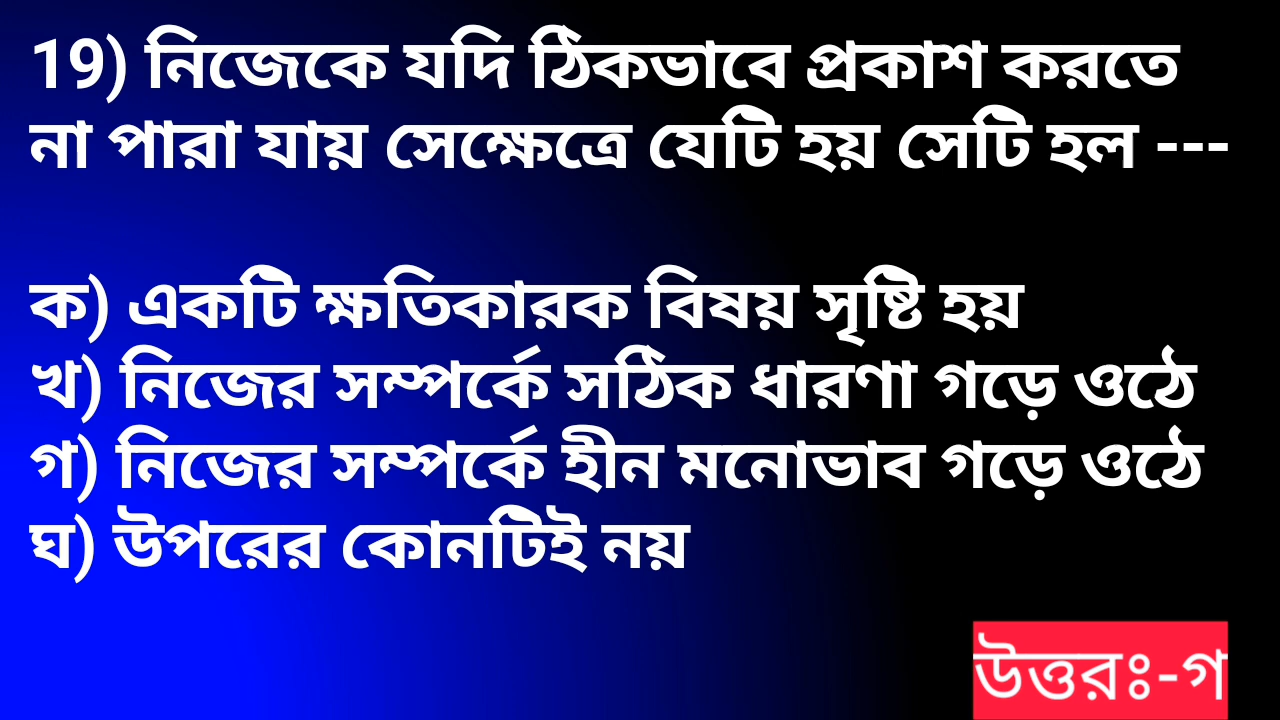 19) নিজেকে যদি ঠিকভাবে প্রকাশ করতে
না পারা যায় সেক্ষেত্রে যেটি হয় সেটি হল ---
ক) একটি ক্ষতিকারক বিষয় সৃষ্টি হয়
খ) নিজের সম্পর্কে সঠিক ধারণা গড়ে ওঠে
গ) নিজের সম্পর্কে হীন মনোভাব গড়ে ওঠে
ঘ) উপরের কোনটিই নয়
উত্তরঃ-গ